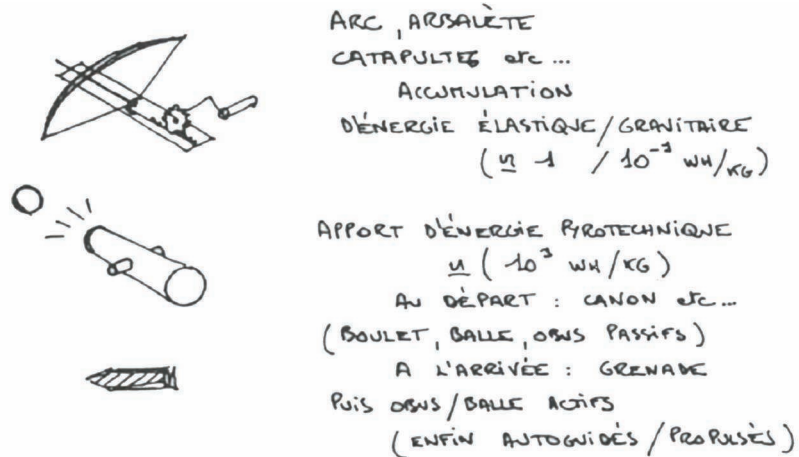 ARC, ARBALÈTE
CATAPULTES etc...
ACCUMULATION
D'ÉNERGIE ÉLASTIQUE/GRAVITAIRE
(≃ 1 / 10⁻³ WH/KG)
APPORT D'ÉNERGIE PYROTECHNIQUE
≃ (10³ WH/KG)
AU DÉPART : CANON etc...
(BOULET, BALLE, OBUS PASSIFS)
A L'ARRIVÉE : GRENADE
PUIS OBUS/BALLE ACTIFS
(ENFIN AUTOGUIDÉS/PROPULSÉS)